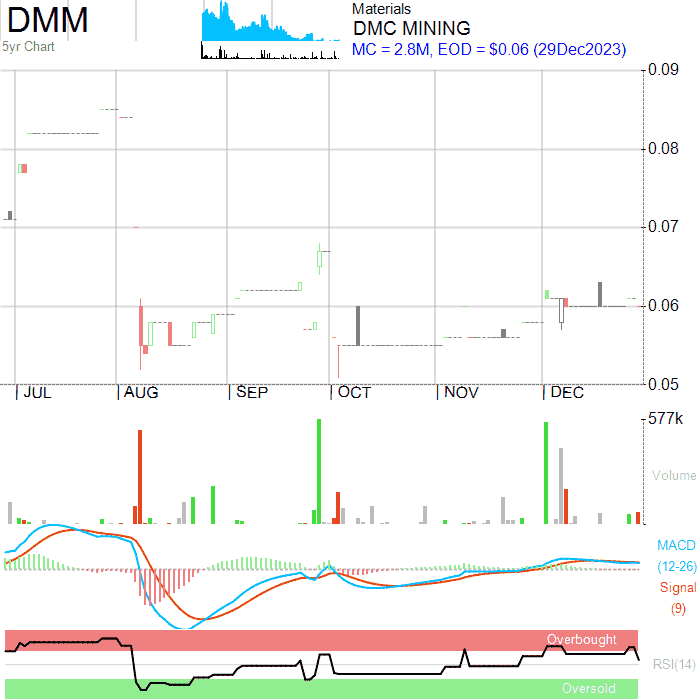 DMM
5yr Chart
Materials
DMC MINING
MC = 2.8M, EOD = $0.06 (29Dec2023)
0.09
0.08
0.07
0.06
0.05
JUL AUG SEP OCT NOV DEC
577k
Volume
MACD
(12-26)
Signal
(9)
Overbought
RSI(14)
Oversold